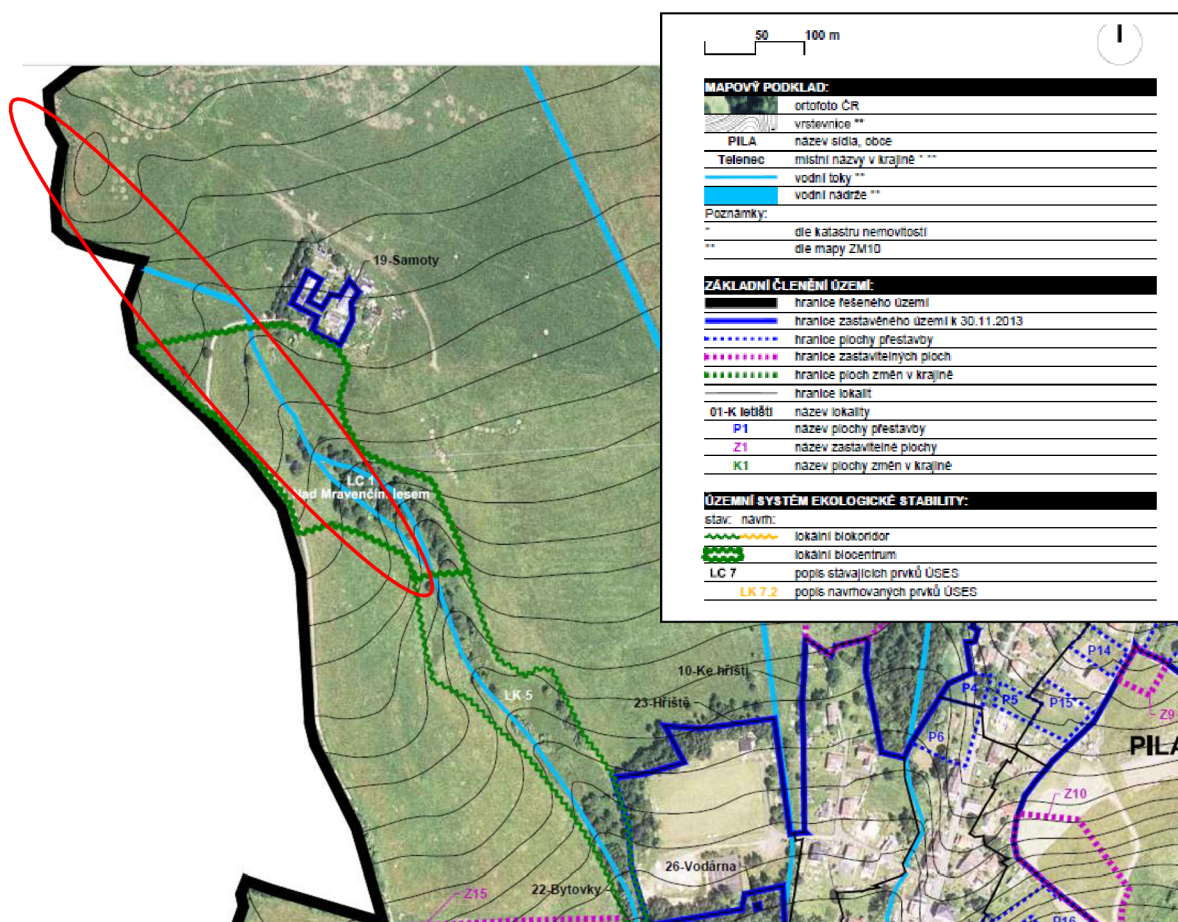 50 100 m
MAPOVÝ PODKLAD:
ortofoto ČR
vrstevnice **
PILA název sídla, obce
Telenec místní názvy v krajině * **
vodní toky **
vodní nádrže **
Poznámky:
* dle katastru nemovitostí
** dle mapy ZM10
ZÁKLADNÍ ČLENĚNÍ ÚZEMÍ:
hranice řešeného území
hranice zastavěného území k 30.11.2013
hranice plochy přestavby
hranice zastavitelných ploch
hranice ploch změn v krajině
hranice lokalit
01-K letišti název lokality
P1 název plochy přestavby
Z1 název zastavitelné plochy
K1 název plochy změn v krajině
ÚZEMNÍ SYSTÉM EKOLOGICKÉ STABILITY:
stav: návrh:
lokální biokoridor
lokální biocentrum
LC 7 popis stávajících prvků ÚSES
LK 7.2 popis navrhovaných prvků ÚSES
19-Samoty
LC 1
Nad Mravenčím lesem
LK 5
10-Ke hřišti
23-Hřiště
P14
P4
P5
P15
Z9
P6
PILA
Z10
26-Vodárna
22-Bytovky
Z15
P16